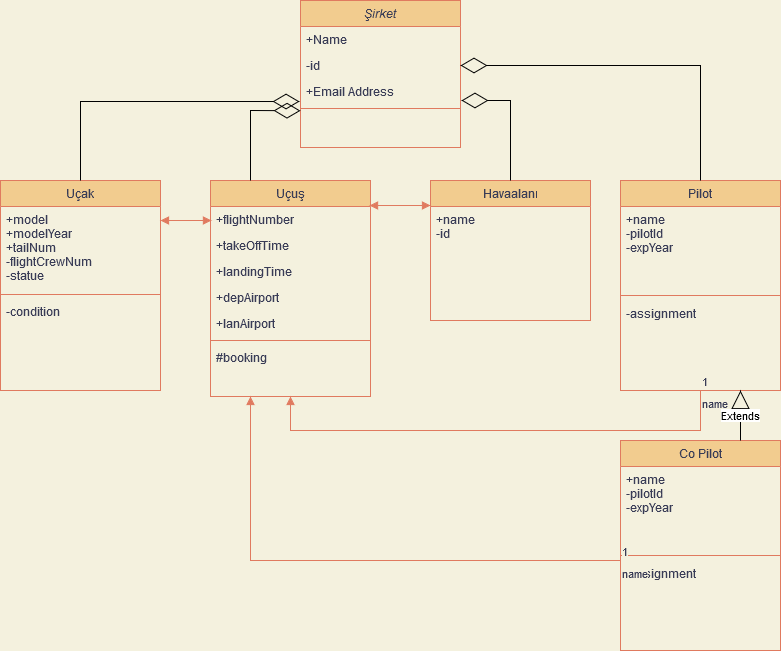 Şirket
+Name
-id
+Email Address
Uçak
+model
+modelYear
+tailNum
-flightCrewNum
-statue
-condition
Uçuş
+flightNumber
+takeOffTime
+landingTime
+depAirport
+lanAirport
#booking
Havaalanı
+name
-id
Pilot
+name
-pilotId
-expYear
-assignment
1
name
Extends
Co Pilot
+name
-pilotId
-expYear
1
name
signment